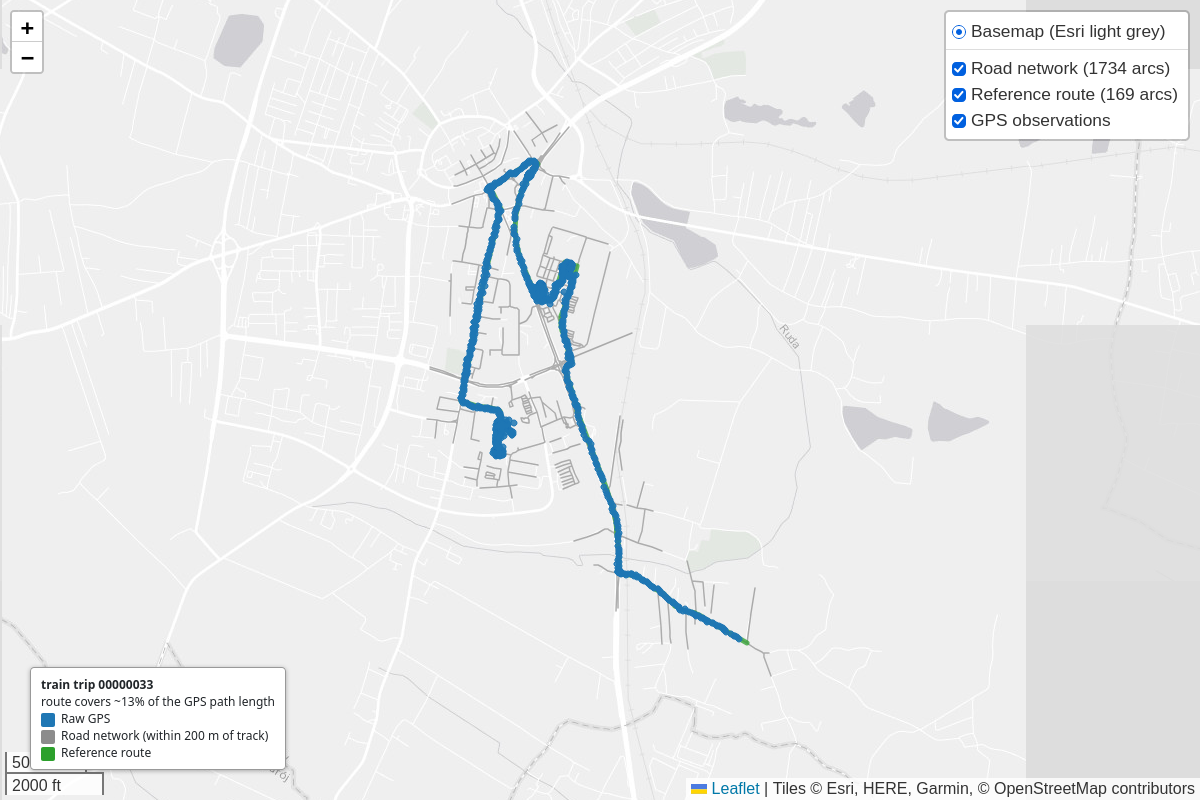 +
−
Basemap (Esri light grey)
Road network (1734 arcs)
Reference route (169 arcs)
GPS observations
Ruda
train trip 00000033
route covers ~13% of the GPS path length
Raw GPS
Road network (within 200 m of track)
Reference route
2000 ft
Leaflet | Tiles © Esri, HERE, Garmin, © OpenStreetMap contributors